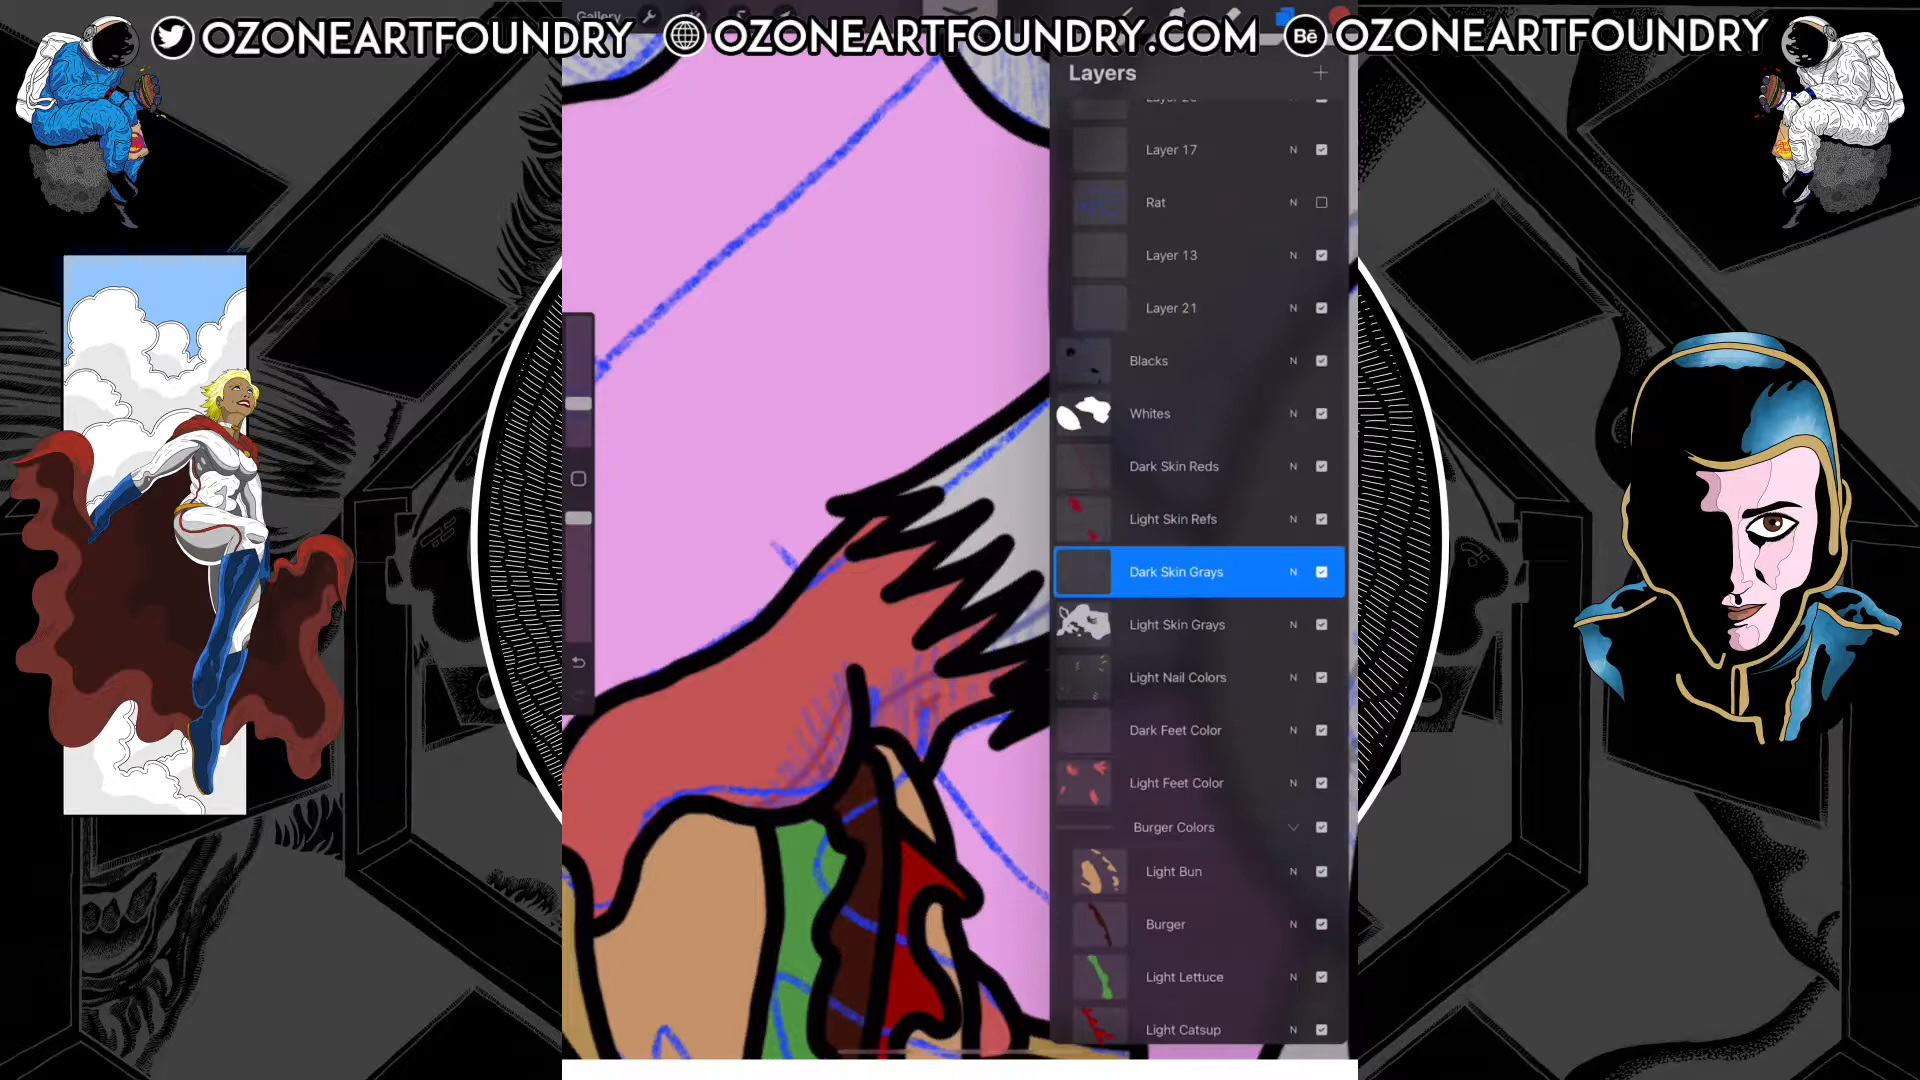 Gallery
OZONEARTFOUNDRY OZONEARTFOUNDRY.COM Bē OZONEARTFOUNDRY
Layers
Layer 17 N
Rat N
Layer 13 N
Layer 21 N
Blacks N
Whites N
Dark Skin Reds N
Light Skin Refs N
Dark Skin Grays N
Light Skin Grays N
Light Nail Colors N
Dark Feet Color N
Light Feet Color N
Burger Colors
Light Bun N
Burger N
Light Lettuce N
Light Catsup N